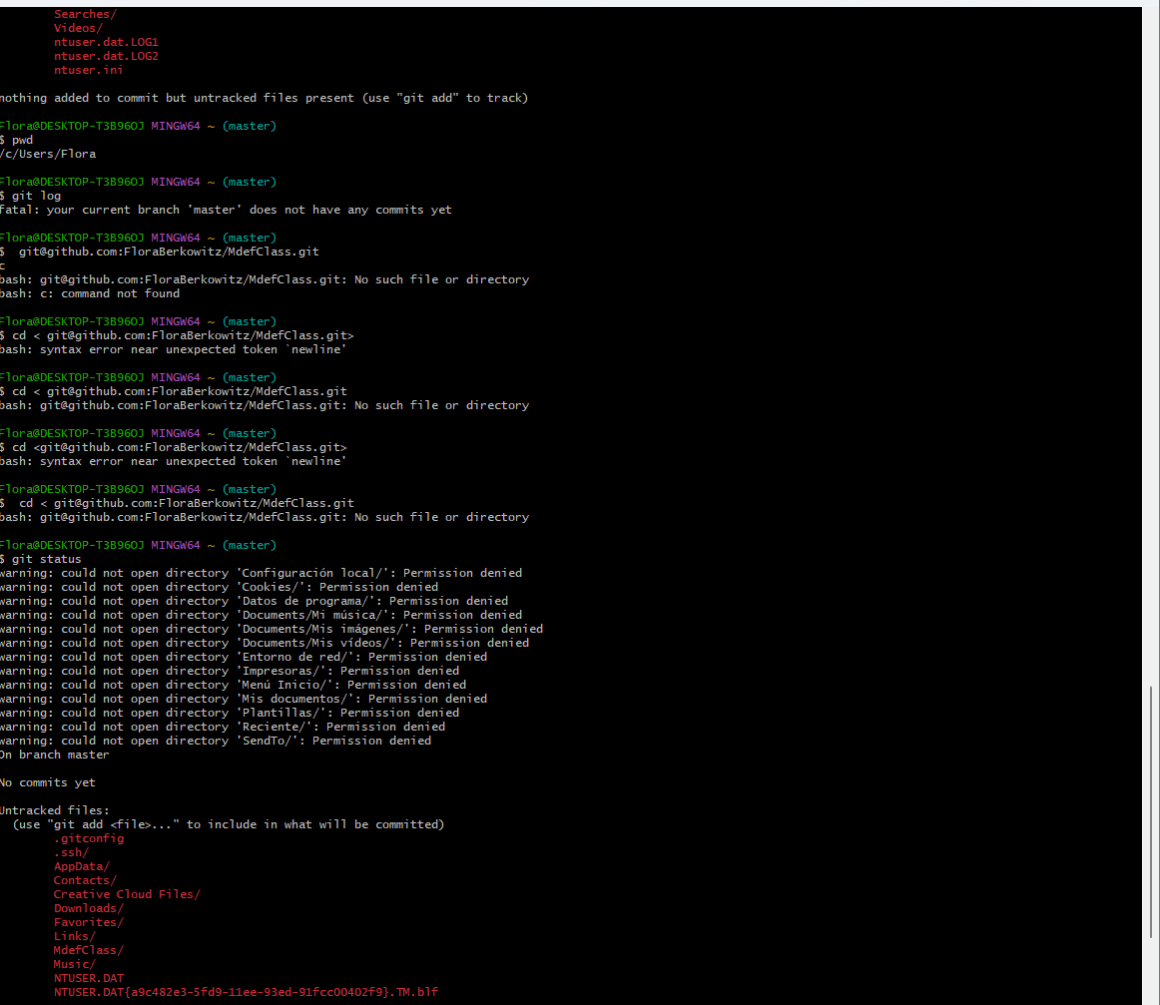 Searches/
Videos/
ntuser.dat.LOG1
ntuser.dat.LOG2
ntuser.ini
nothing added to commit but untracked files present (use "git add" to track)
Flora@DESKTOP-T3B96OJ MINGW64 ~ (master)
$ pwd
/c/Users/Flora
Flora@DESKTOP-T3B96OJ MINGW64 ~ (master)
$ git log
fatal: your current branch 'master' does not have any commits yet
Flora@DESKTOP-T3B96OJ MINGW64 ~ (master)
$  git@github.com:FloraBerkowitz/MdefClass.git
c
bash: git@github.com:FloraBerkowitz/MdefClass.git: No such file or directory
bash: c: command not found
Flora@DESKTOP-T3B96OJ MINGW64 ~ (master)
$ cd < git@github.com:FloraBerkowitz/MdefClass.git>
bash: syntax error near unexpected token `newline'
Flora@DESKTOP-T3B96OJ MINGW64 ~ (master)
$ cd < git@github.com:FloraBerkowitz/MdefClass.git
bash: git@github.com:FloraBerkowitz/MdefClass.git: No such file or directory
Flora@DESKTOP-T3B96OJ MINGW64 ~ (master)
$ cd <git@github.com:FloraBerkowitz/MdefClass.git>
bash: syntax error near unexpected token `newline'
Flora@DESKTOP-T3B96OJ MINGW64 ~ (master)
$  cd < git@github.com:FloraBerkowitz/MdefClass.git
bash: git@github.com:FloraBerkowitz/MdefClass.git: No such file or directory
Flora@DESKTOP-T3B96OJ MINGW64 ~ (master)
$ git status
warning: could not open directory 'Configuración local/': Permission denied
warning: could not open directory 'Cookies/': Permission denied
warning: could not open directory 'Datos de programa/': Permission denied
warning: could not open directory 'Documents/Mi música/': Permission denied
warning: could not open directory 'Documents/Mis imágenes/': Permission denied
warning: could not open directory 'Documents/Mis vídeos/': Permission denied
warning: could not open directory 'Entorno de red/': Permission denied
warning: could not open directory 'Impresoras/': Permission denied
warning: could not open directory 'Menú Inicio/': Permission denied
warning: could not open directory 'Mis documentos/': Permission denied
warning: could not open directory 'Plantillas/': Permission denied
warning: could not open directory 'Reciente/': Permission denied
warning: could not open directory 'SendTo/': Permission denied
On branch master
No commits yet
Untracked files:
(use "git add <file>..." to include in what will be committed)
.gitconfig
.ssh/
AppData/
Contacts/
Creative Cloud Files/
Downloads/
Favorites/
Links/
MdefClass/
Music/
NTUSER.DAT
NTUSER.DAT{a9c482e3-5fd9-11ee-93ed-91fcc00402f9}.TM.blf